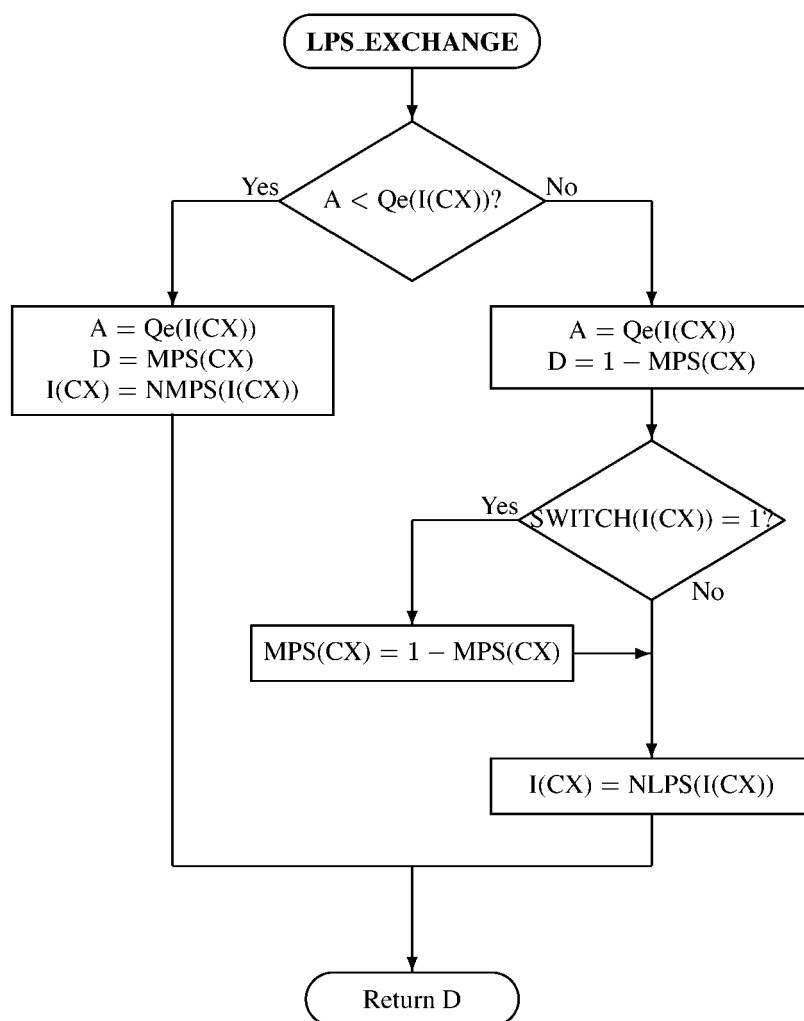 LPS_EXCHANGE
Yes
A < Qe(I(CX))?
No
A = Qe(I(CX))
D = MPS(CX)
I(CX) = NMPS(I(CX))
A = Qe(I(CX))
D = 1 − MPS(CX)
Yes
SWITCH(I(CX)) = 1?
No
MPS(CX) = 1 − MPS(CX)
I(CX) = NLPS(I(CX))
Return D